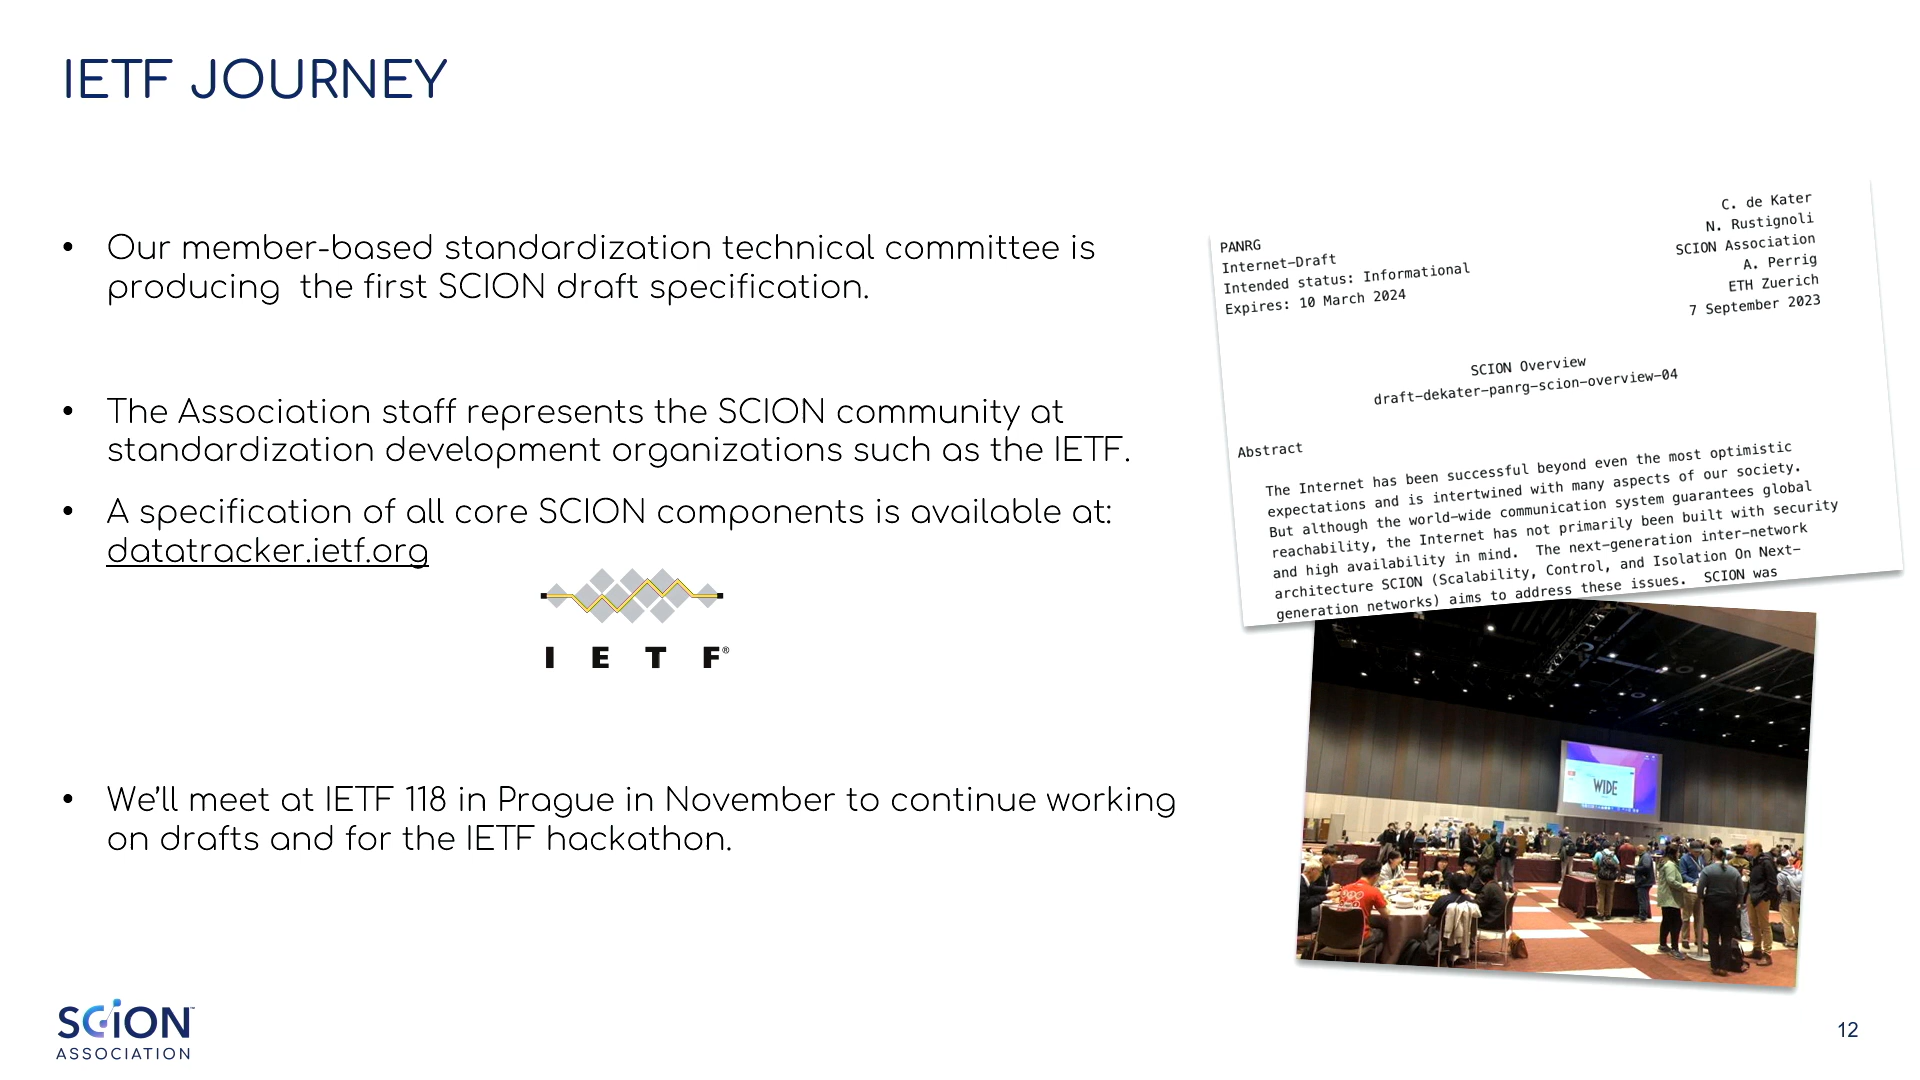 IETF JOURNEY
• Our member-based standardization technical committee is
producing  the first SCION draft specification.
• The Association staff represents the SCION community at
standardization development organizations such as the IETF.
• A specification of all core SCION components is available at:
datatracker.ietf.org
I E T F®
• We'll meet at IETF 118 in Prague in November to continue working
on drafts and for the IETF hackathon.
C. de Kater
N. Rustignoli
PANRG
SCION Association
Internet-Draft
A. Perrig
Intended status: Informational
ETH Zuerich
Expires: 10 March 2024
7 September 2023
SCION Overview
draft-dekater-panrg-scion-overview-04
Abstract
The Internet has been successful beyond even the most optimistic
expectations and is intertwined with many aspects of our society.
But although the world-wide communication system guarantees global
reachability, the Internet has not primarily been built with security
and high availability in mind.  The next-generation inter-network
architecture SCION (Scalability, Control, and Isolation On Next-
generation networks) aims to address these issues.  SCION was
WIDE
SCiON™
ASSOCIATION
12